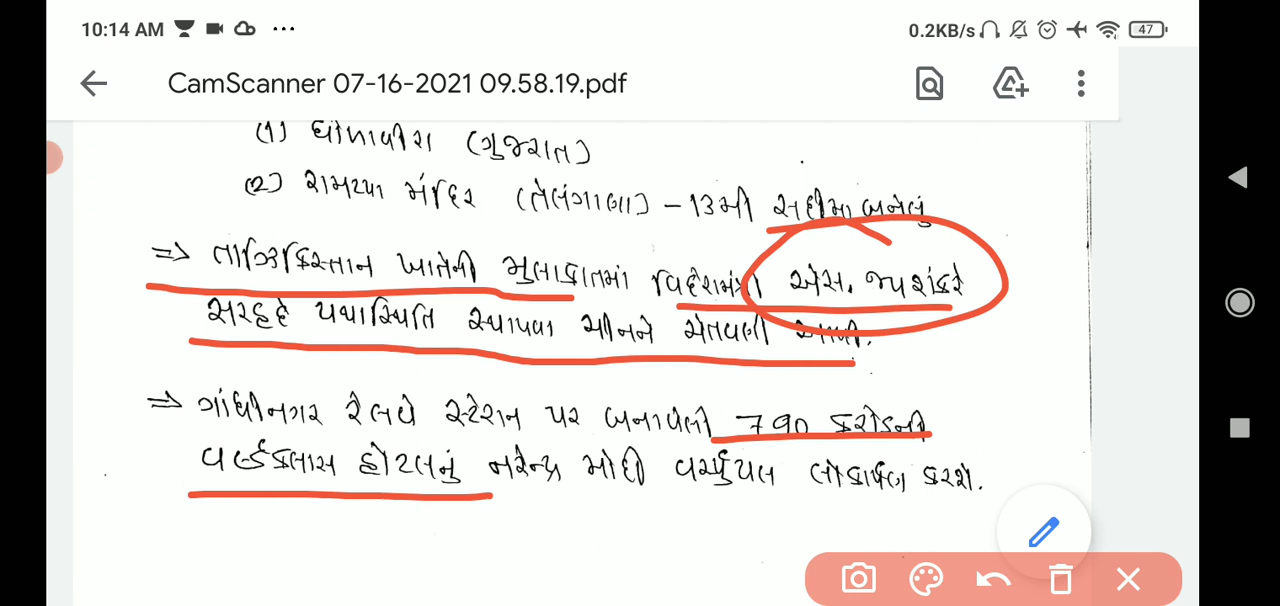 10:14 AM ... 0.2KB/s 47
CamScanner 07-16-2021 09.58.19.pdf
(1) ધોળાવીરા (ગુજરાત)
(2) રામપ્પા મંદિર (તેલંગાણા) - 13મી સદીમાં બનેલું
⇒ તાજિકિસ્તાન ખાતેની મુલાકાતમાં વિદેશમંત્રી એસ. જયશંકરે
સરહદે યથાસ્થિતિ સ્થાપવા ચીનને ચેતવણી આપી.
⇒ ગાંધીનગર રેલવે સ્ટેશન પર બનાવેલી 790 કરોડની
વર્લ્ડક્લાસ હોટલનું નરેન્દ્ર મોદી વર્ચ્યુયલ લોકાર્પણ કરશે.